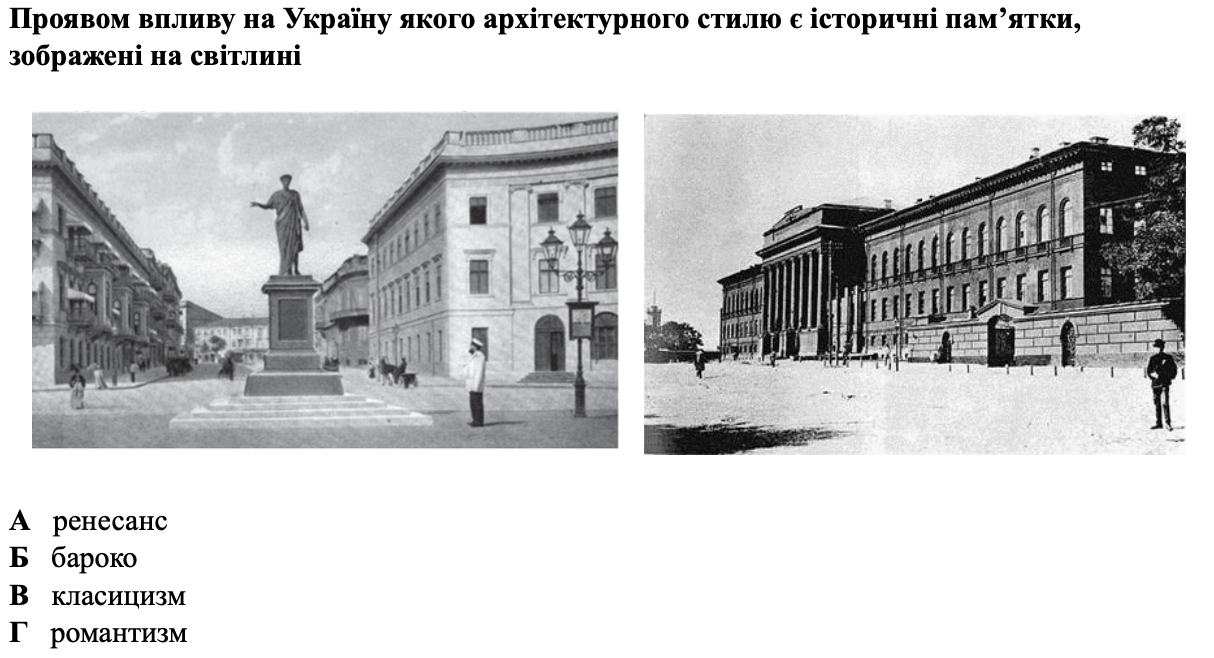 Проявом впливу на Україну якого архітектурного стилю є історичні пам’ятки,
зображені на світлині
А ренесанс
Б бароко
В класицизм
Г романтизм